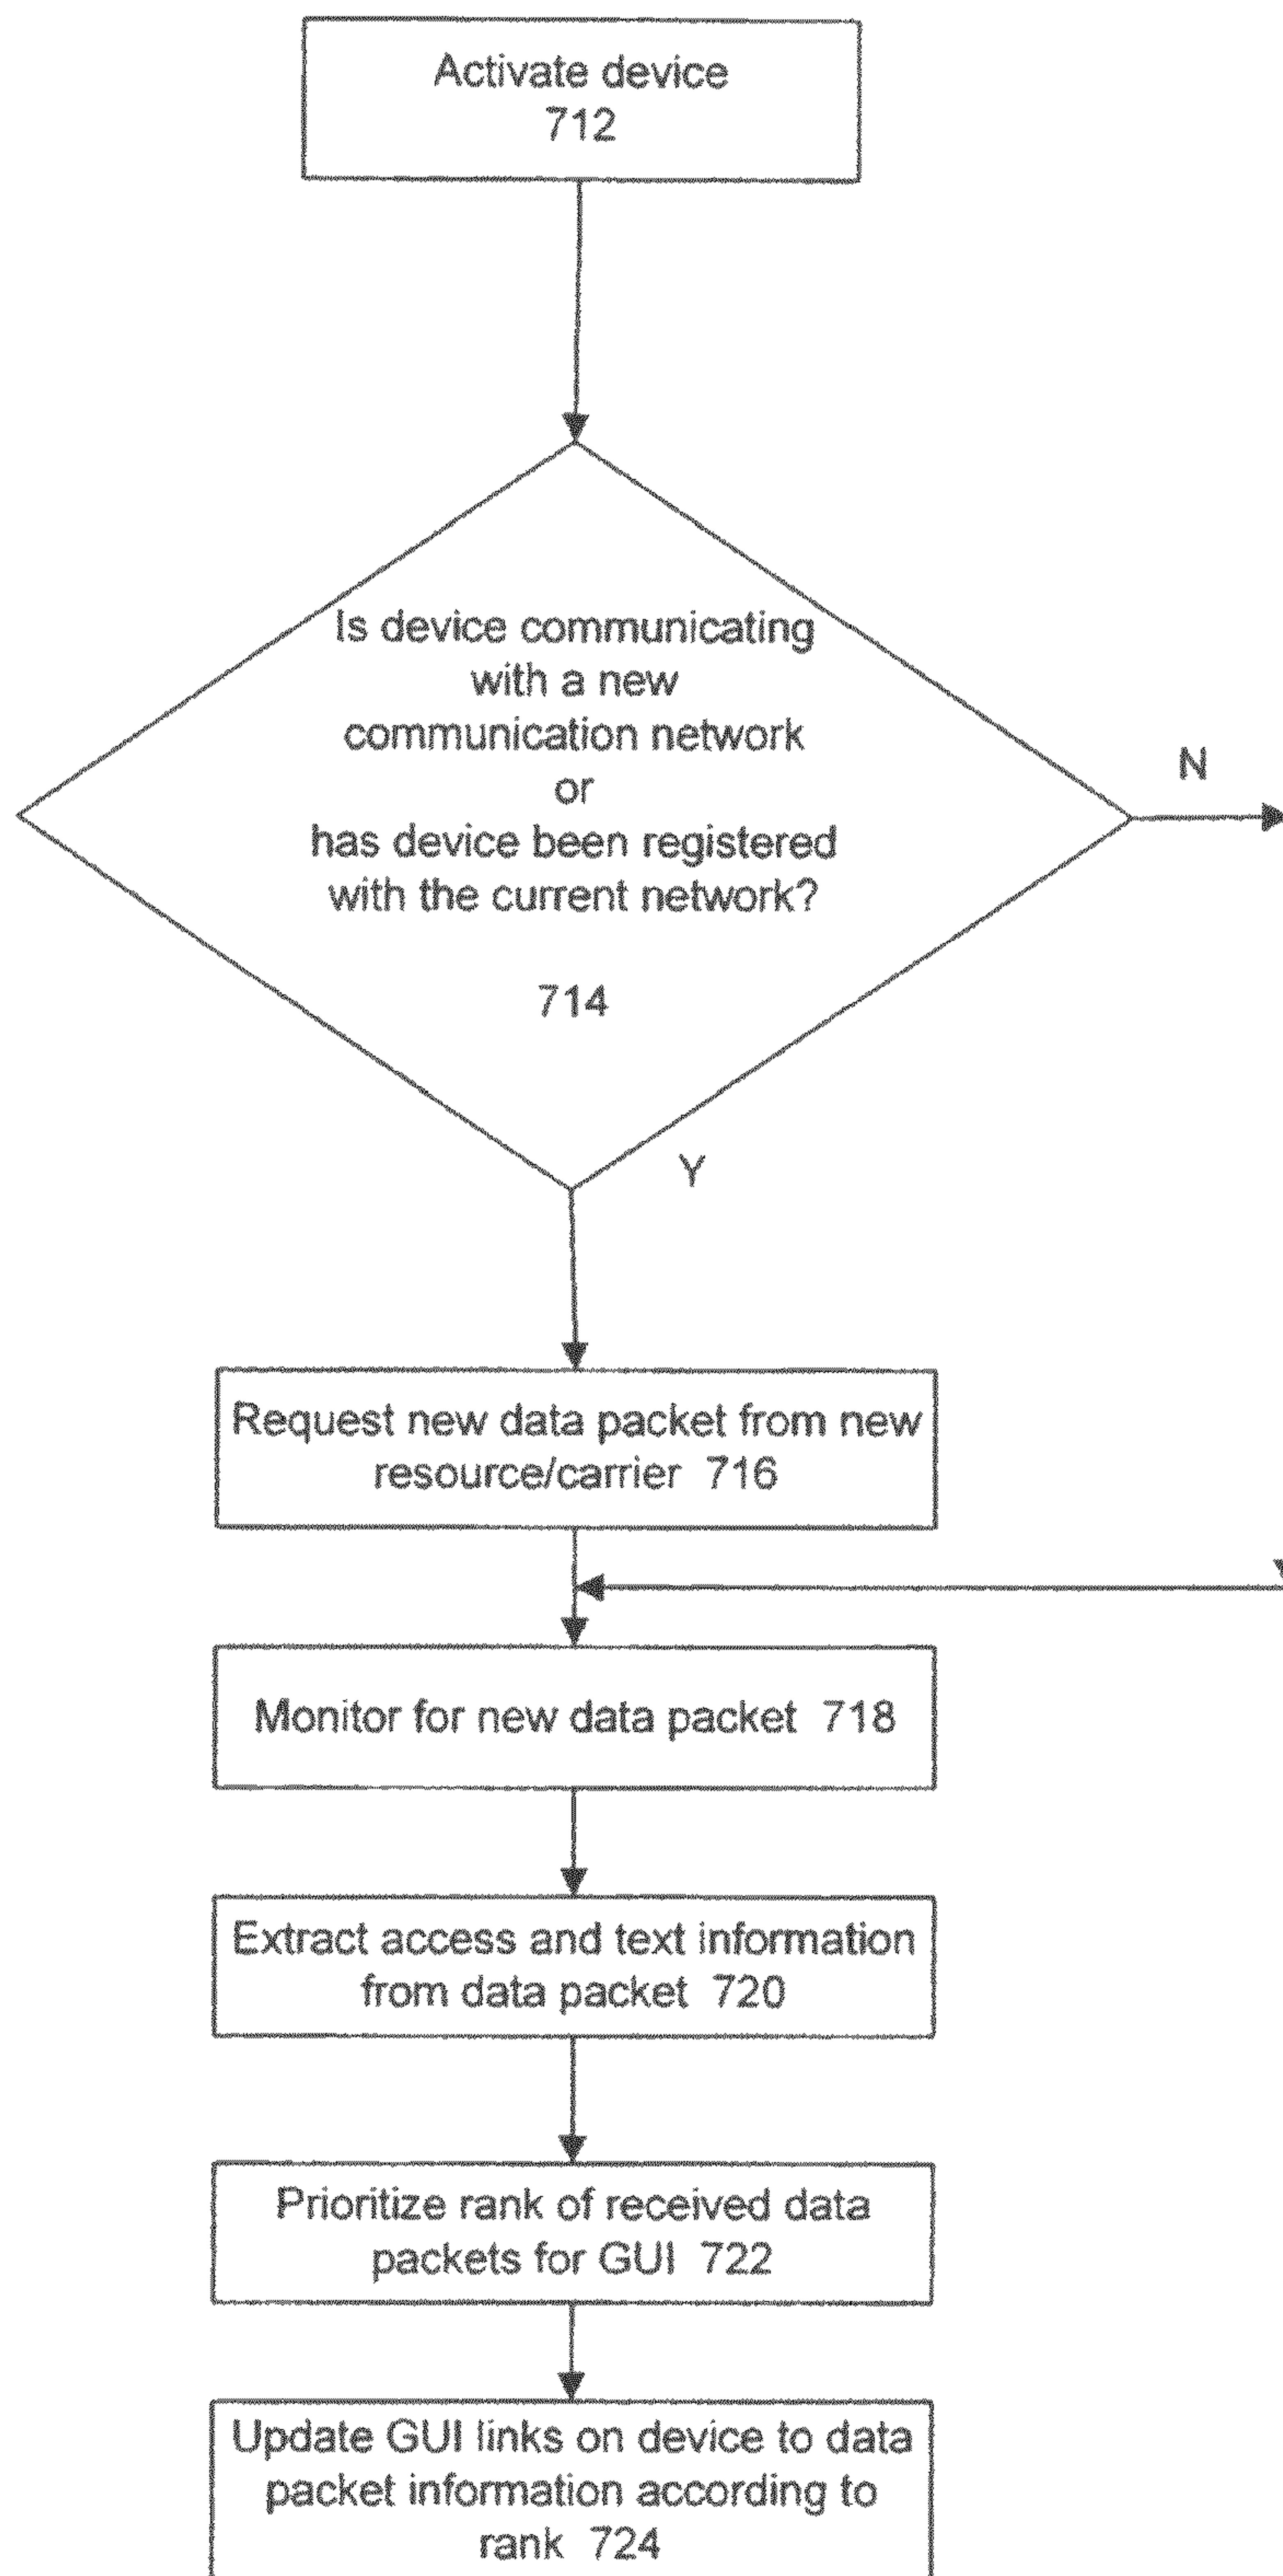 Activate device
712
Is device communicating
with a new
communication network
or
has device been registered
with the current network?
714
N
Y
Request new data packet from new
resource/carrier 716
Monitor for new data packet 718
Extract access and text information
from data packet 720
Prioritize rank of received data
packets for GUI 722
Update GUI links on device to data
packet information according to
rank 724